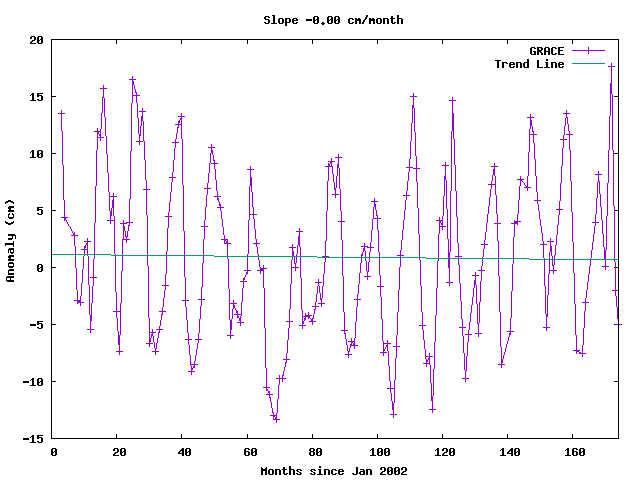 Slope -0.00 cm/month
GRACE
Trend Line
20
15
10
5
0
-5
-10
-15
Anomaly (cm)
0 20 40 60 80 100 120 140 160
Months since Jan 2002